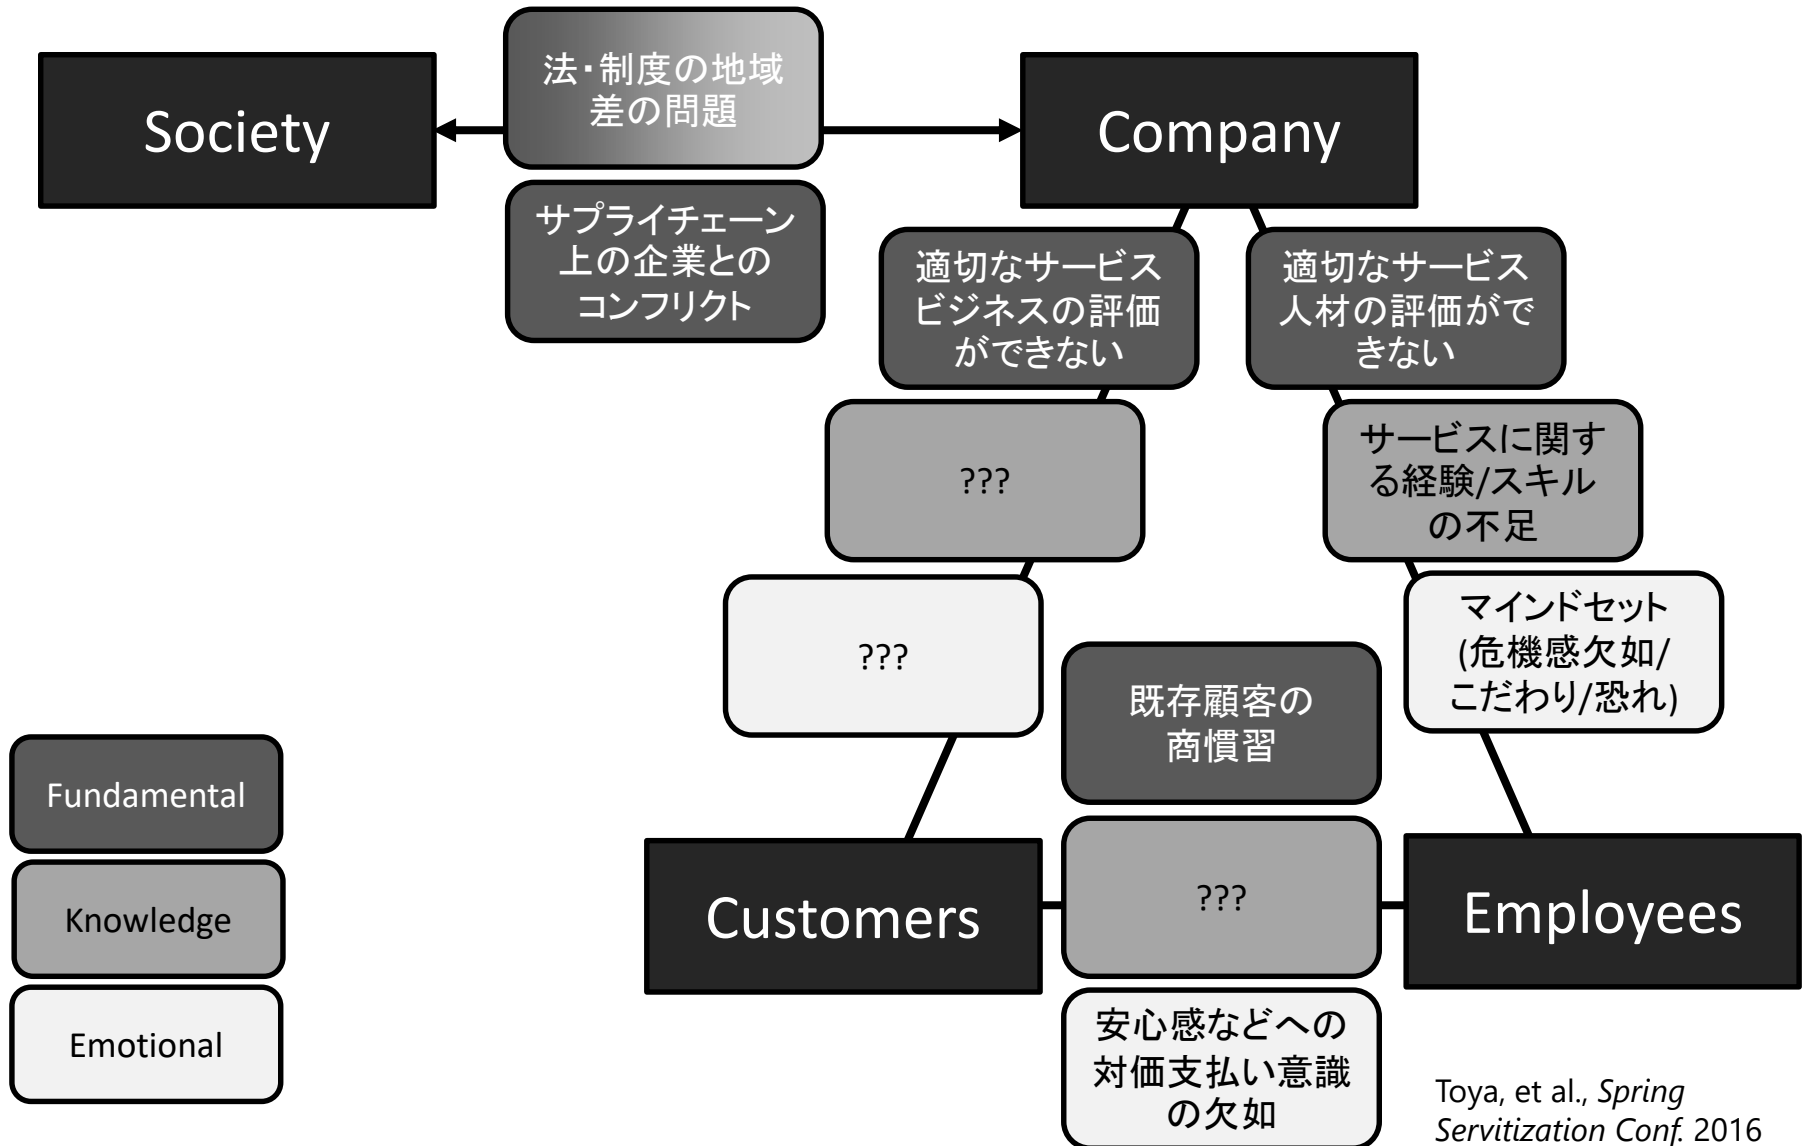 法・制度の地域
差の問題
Society
Company
サプライチェーン
上の企業との
コンフリクト
適切なサービス
ビジネスの評価
ができない
適切なサービス
人材の評価がで
きない
???
サービスに関す
る経験/スキル
の不足
???
マインドセット
(危機感欠如/
こだわり/恐れ)
既存顧客の
商慣習
Fundamental
Knowledge
Emotional
Customers
???
Employees
安心感などへの
対価支払い意識
の欠如
Toya, et al., Spring
Servitization Conf. 2016